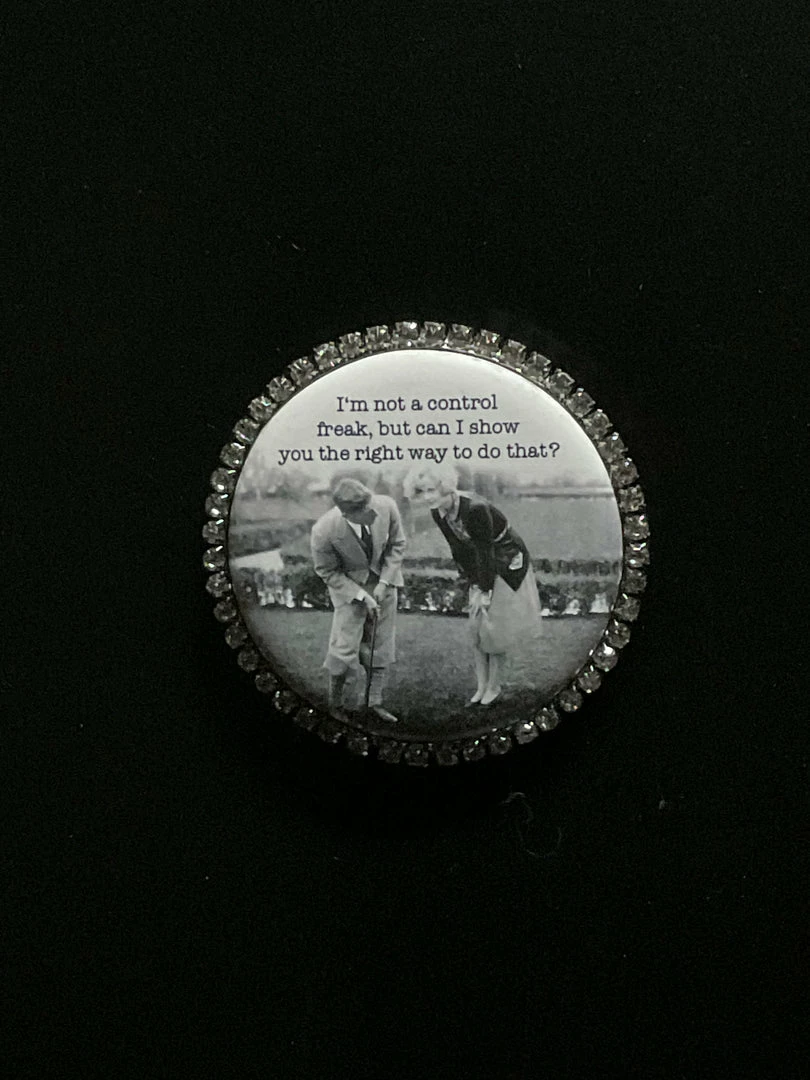 I'm not a control
freak, but can I show
you the right way to do that?